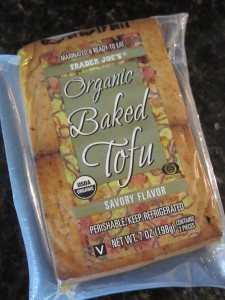 MARINATED & READY TO EAT
TRADER JOE'S®
Organic
Baked
Tofu
USDA
ORGANIC
SAVORY FLAVOR
PERISHABLE, KEEP REFRIGERATED
V
NET WT. 7 OZ (198g)
CONTAINS
2 PIECES